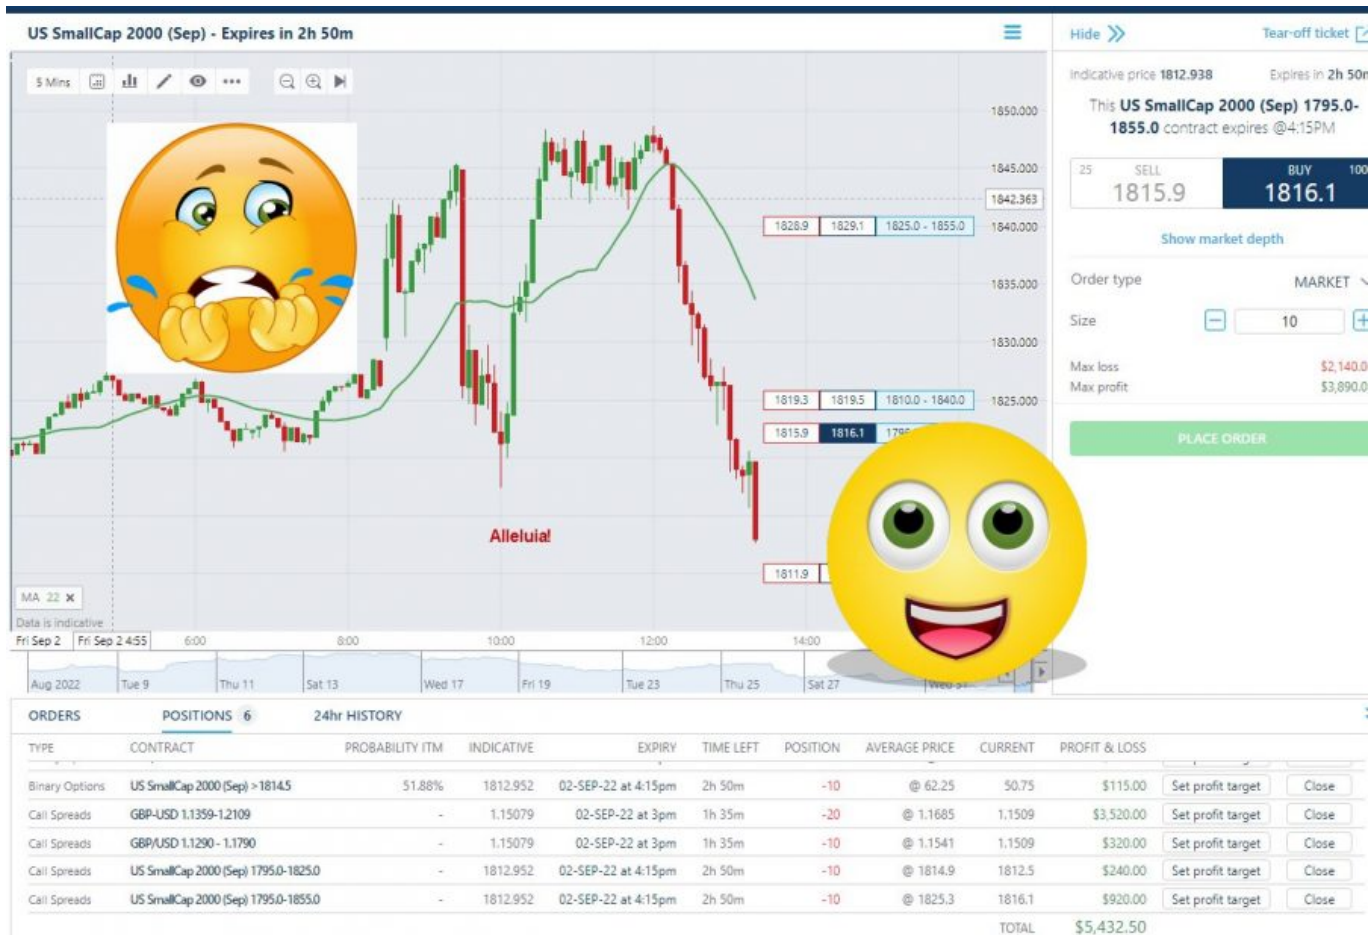 US SmallCap 2000 (Sep) - Expires in 2h 50m
Hide
Tear-off ticket
5 Mins
Indicative price 1812.938
Expires in 2h 50m
This US SmallCap 2000 (Sep) 1795.0-
1855.0 contract expires @4:15PM
25 SELL
1815.9
BUY 100
1816.1
Show market depth
Order type MARKET
Size 10
Max loss $2,140.0
Max profit $3,890.0
PLACE ORDER
1850.000
1845.000
1842.363
1840.000
1835.000
1830.000
1825.000
1828.9 1829.1 1825.0 - 1855.0
1819.3 1819.5 1810.0 - 1840.0
1815.9 1816.1
1811.9
Alleluia!
MA 22 x
Data is indicative
Fri Sep 2 Fri Sep 2 4:55 6:00 8:00 10:00 12:00 14:00
Aug 2022 Tue 9 Thu 11 Sat 13 Wed 17 Fri 19 Tue 23 Thu 25 Sat 27 Wed 31
ORDERS POSITIONS 6 24hr HISTORY
TYPE CONTRACT PROBABILITY ITM INDICATIVE EXPIRY TIME LEFT POSITION AVERAGE PRICE CURRENT PROFIT & LOSS
Binary Options US SmallCap 2000 (Sep) >1814.5 51.88% 1812.952 02-SEP-22 at 4:15pm 2h 50m -10 @ 62.25 50.75 $115.00 Set profit target Close
Call Spreads GBP-USD 1.1359-1.2109 - 1.15079 02-SEP-22 at 3pm 1h 35m -20 @ 1.1685 1.1509 $3,520.00 Set profit target Close
Call Spreads GBP/USD 1.1290 - 1.1790 - 1.15079 02-SEP-22 at 3pm 1h 35m -10 @ 1.1541 1.1509 $320.00 Set profit target Close
Call Spreads US SmallCap 2000 (Sep) 1795.0-1825.0 - 1812.952 02-SEP-22 at 4:15pm 2h 50m -10 @ 1814.9 1812.5 $240.00 Set profit target Close
Call Spreads US SmallCap 2000 (Sep) 1795.0-1855.0 - 1812.952 02-SEP-22 at 4:15pm 2h 50m -10 @ 1825.3 1816.1 $920.00 Set profit target Close
TOTAL $5,432.50